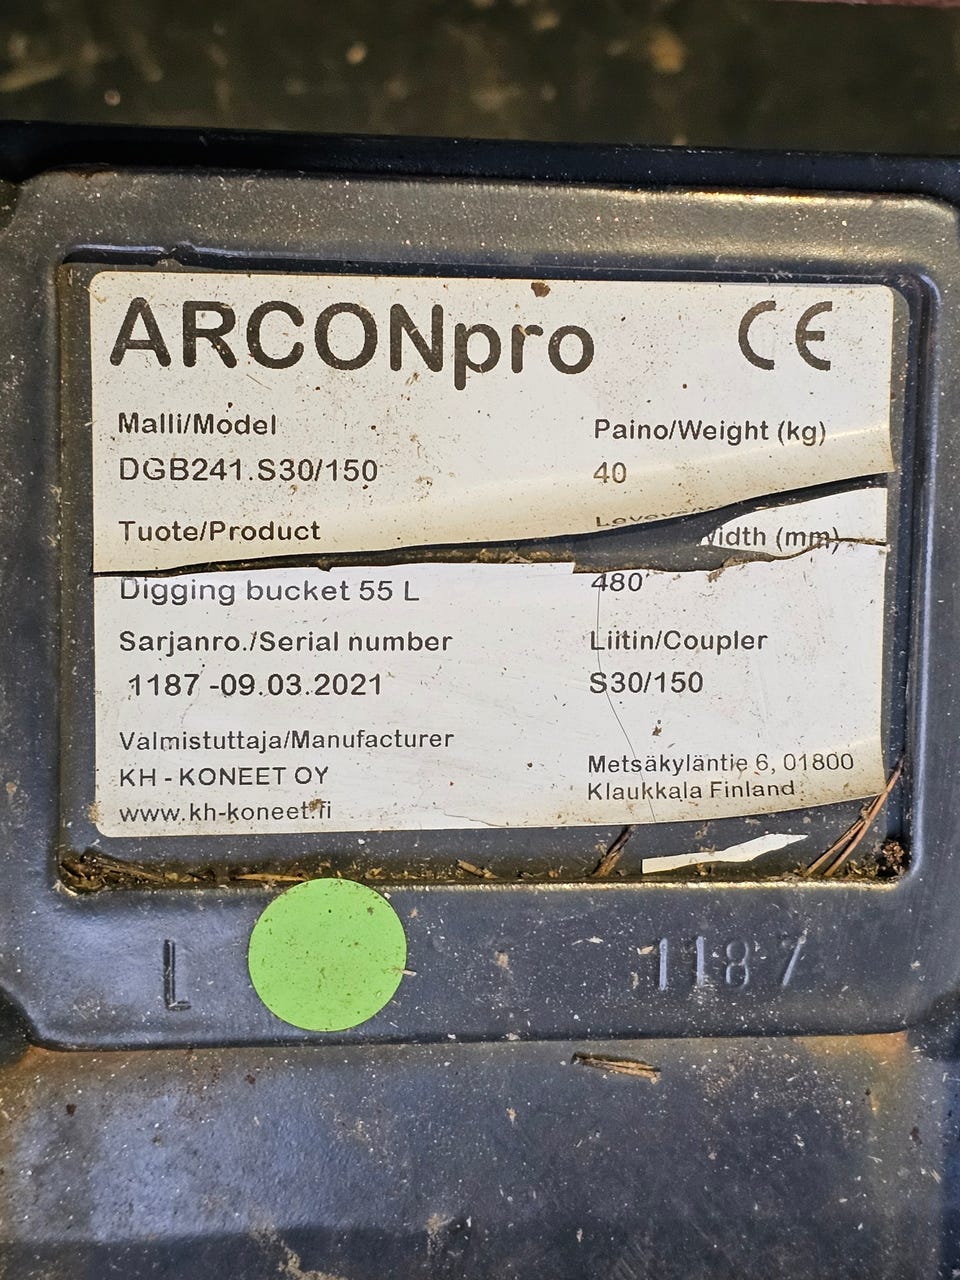 ARCONpro CE
Malli/Model
DGB241.S30/150
Paino/Weight (kg)
40
Tuote/Product
Digging bucket 55 L
(mm)
480
Sarjanro./Serial number
1187 -09.03.2021
Liitin/Coupler
S30/150
Valmistuttaja/Manufacturer
KH - KONEET OY
www.kh-koneet.fi
Metsäkyläntie 6, 01800
Klaukkala Finland
L 1187